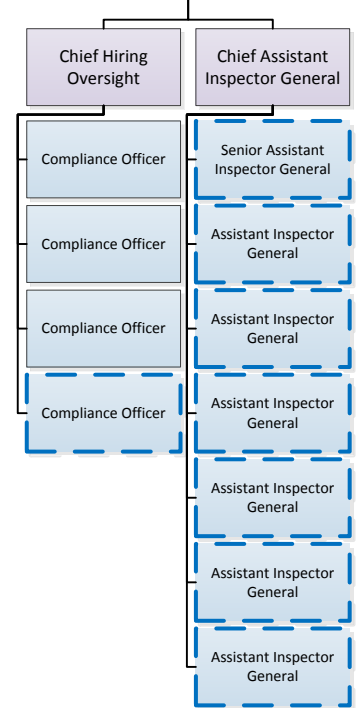 Chief Hiring
Oversight
Compliance Officer
Compliance Officer
Compliance Officer
Compliance Officer
Chief Assistant
Inspector General
Senior Assistant
Inspector General
Assistant Inspector
General
Assistant Inspector
General
Assistant Inspector
General
Assistant Inspector
General
Assistant Inspector
General
Assistant Inspector
General